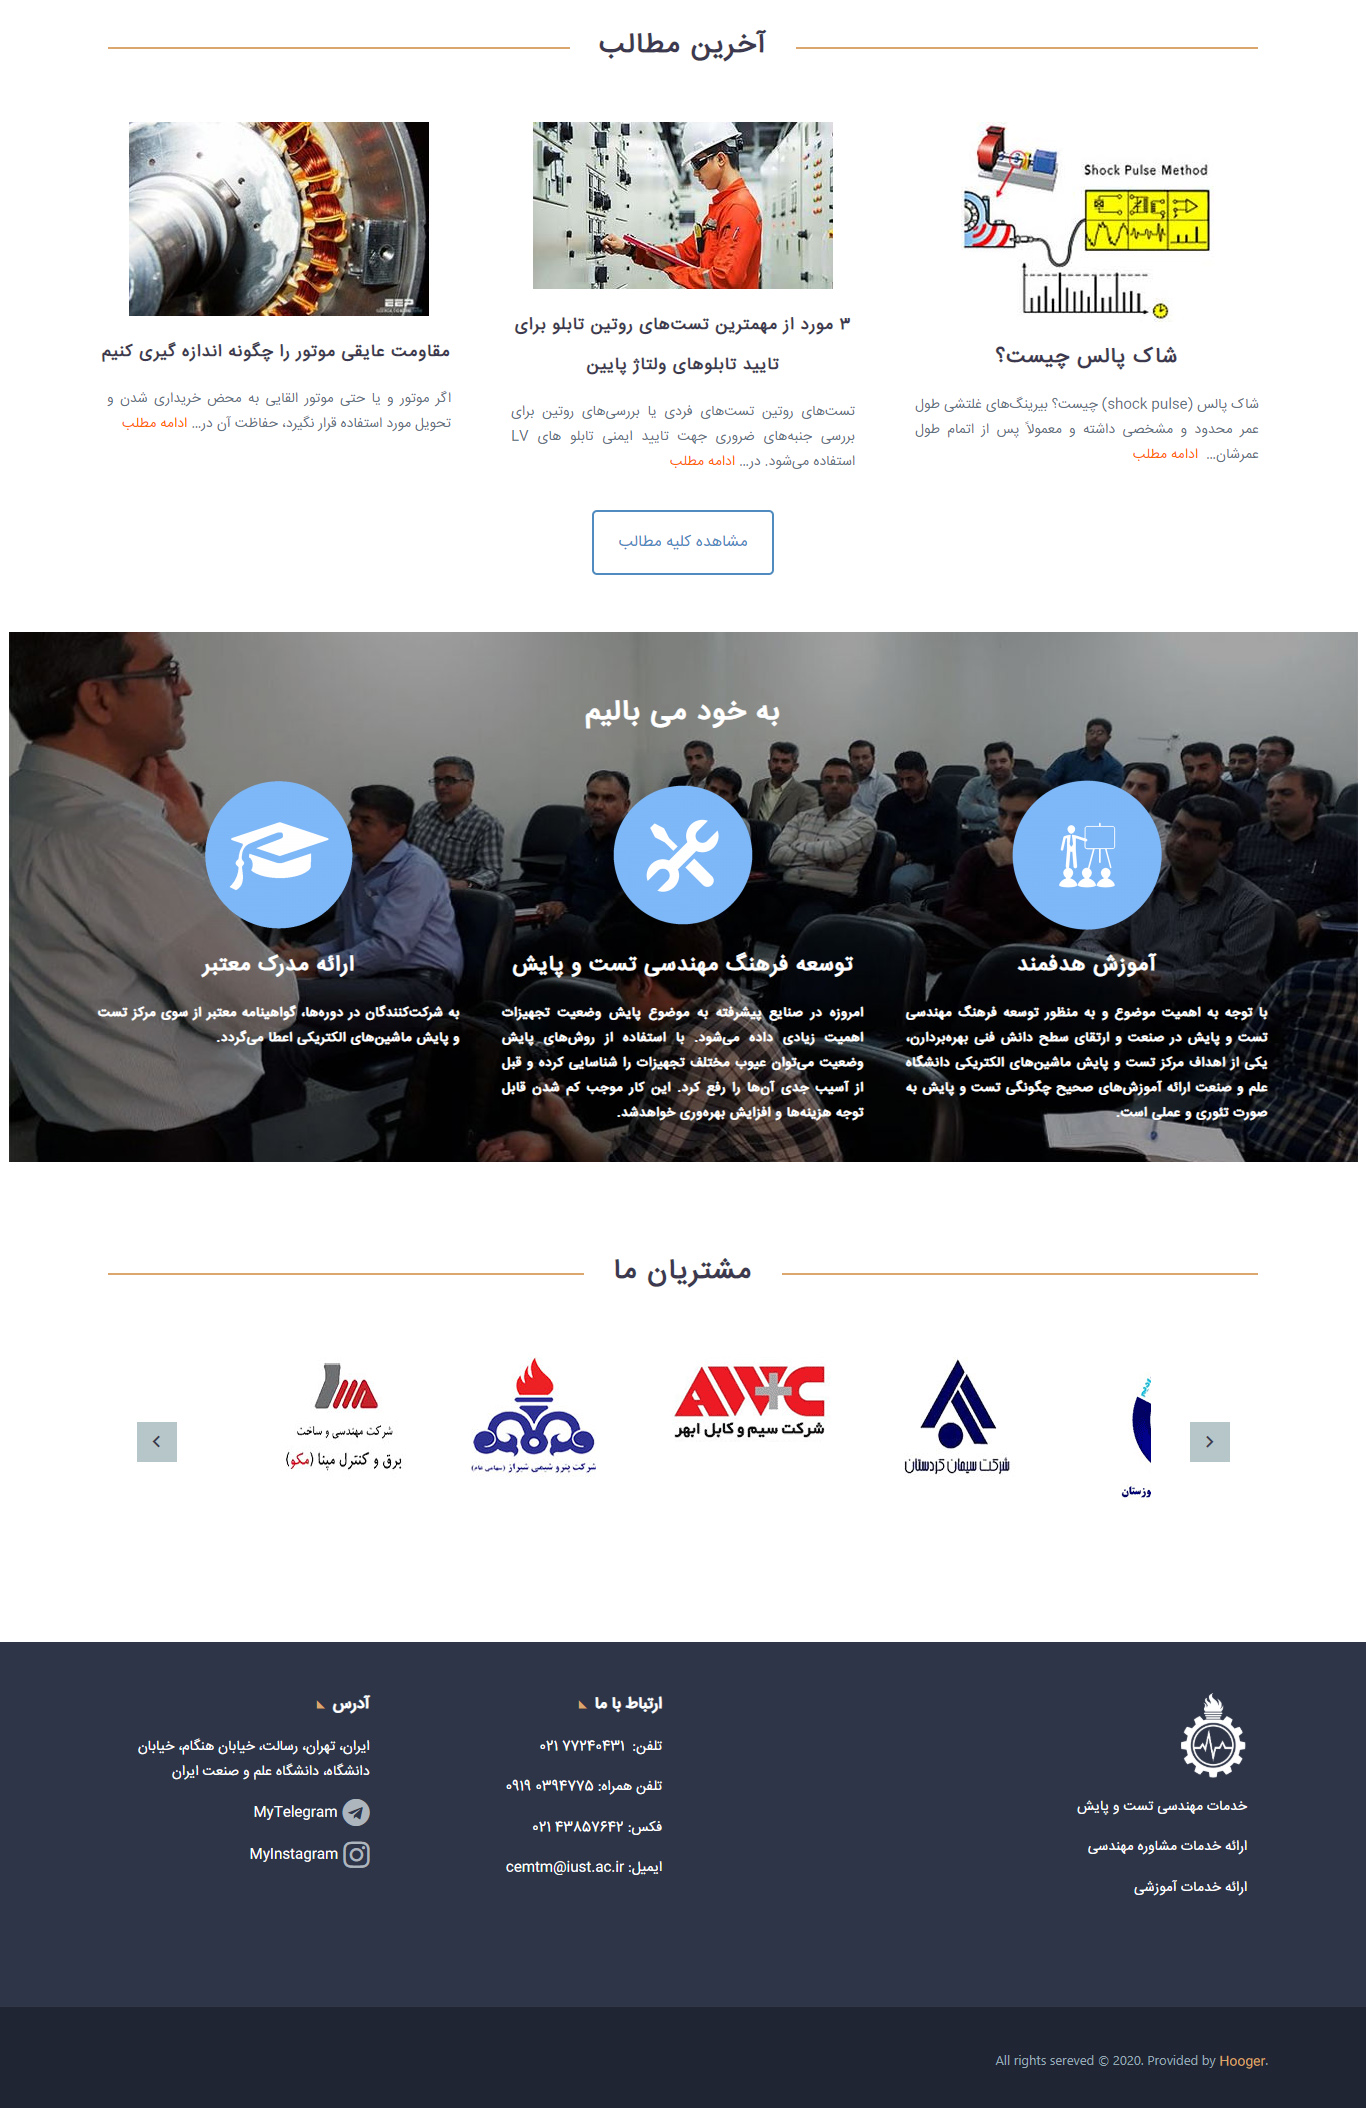 آخرین مطالب
Shock Pulse Method
شاک پالس چیست؟
شاک پالس (shock pulse) چیست؟ بیرینگ‌های غلتشی طول
عمر محدود و مشخصی داشته و معمولاً پس از اتمام طول
عمرشان... ادامه مطلب
۳ مورد از مهمترین تست‌های روتین تابلو برای
تایید تابلوهای ولتاژ پایین
تست‌های روتین تست‌های فردی یا بررسی‌های روتین برای
بررسی جنبه‌های ضروری جهت تایید ایمنی تابلو های LV
استفاده می‌شود. در... ادامه مطلب
EEP
مقاومت عایقی موتور را چگونه اندازه گیری کنیم
اگر موتور و یا حتی موتور القایی به محض خریداری شدن و
تحویل مورد استفاده قرار نگیرد، حفاظت آن در... ادامه مطلب
مشاهده کلیه مطالب
به خود می بالیم
آموزش هدفمند
با توجه به اهمیت موضوع و به منظور توسعه فرهنگ مهندسی
تست و پایش در صنعت و ارتقای سطح دانش فنی بهره‌برداران،
یکی از اهداف مرکز تست و پایش ماشین‌های الکتریکی دانشگاه
علم و صنعت ارائه آموزش‌های صحیح چگونگی تست و پایش به
صورت تئوری و عملی است.
توسعه فرهنگ مهندسی تست و پایش
امروزه در صنایع پیشرفته به موضوع پایش وضعیت تجهیزات
اهمیت زیادی داده می‌شود. با استفاده از روش‌های پایش
وضعیت می‌توان عیوب مختلف تجهیزات را شناسایی کرده و قبل
از آسیب جدی آن‌ها را رفع کرد. این کار موجب کم شدن قابل
توجه هزینه‌ها و افزایش بهره‌وری خواهدشد.
ارائه مدرک معتبر
به شرکت‌کنندگان در دوره‌ها، گواهینامه معتبر از سوی مرکز تست
و پایش ماشین‌های الکتریکی اعطا می‌گردد.
مشتریان ما
وزستان
شرکت سیمان کردستان
AWC
شرکت سیم و کابل ابهر
شرکت پتروشیمی شیراز (سهامی عام)
شرکت مهندسی و ساخت
برق و کنترل مپنا (مکو)
خدمات مهندسی تست و پایش
ارائه خدمات مشاوره مهندسی
ارائه خدمات آموزشی
ارتباط با ما
تلفن: ۷۷۲۴۰۴۳۱ ۰۲۱
تلفن همراه: ۰۳۹۴۷۷۵ ۰۹۱۹
فکس: ۴۳۸۵۷۶۴۲ ۰۲۱
ایمیل: cemtm@iust.ac.ir
آدرس
ایران، تهران، رسالت، خیابان هنگام، خیابان
دانشگاه، دانشگاه علم و صنعت ایران
MyTelegram
MyInstagram
All rights sereved © 2020. Provided by Hooger.